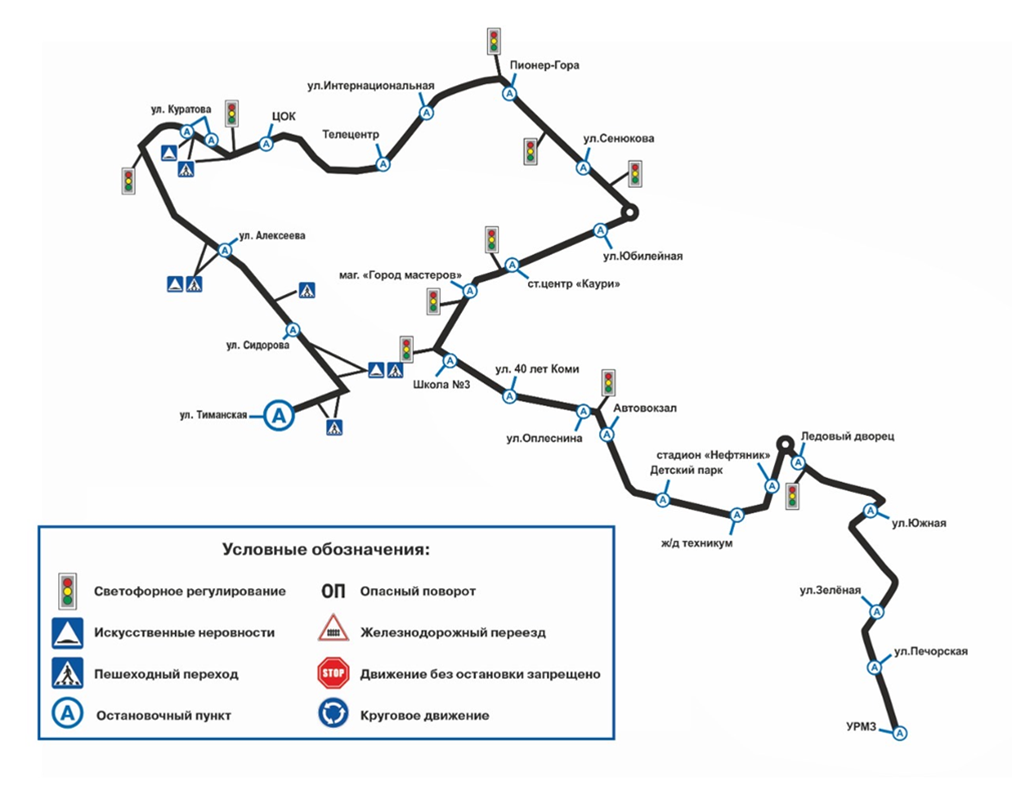 Пионер-Гора
ул.Интернациональная
ул. Куратова
ЦОК
Телецентр
ул.Сенюкова
ул. Алексеева
ул.Юбилейная
маг. «Город мастеров»
ст.центр «Каури»
ул. Сидорова
ул. 40 лет Коми
Школа №3
ул. Тиманская
А
Автовокзал
ул.Оплеснина
Ледовый дворец
стадион «Нефтяник»
Детский парк
ж/д техникум
ул.Южная
ул.Зелёная
ул.Печорская
УРМЗ
Условные обозначения:
Светофорное регулирование
ОП Опасный поворот
Искусственные неровности
Железнодорожный переезд
Пешеходный переход
STOP Движение без остановки запрещено
А Остановочный пункт
Круговое движение